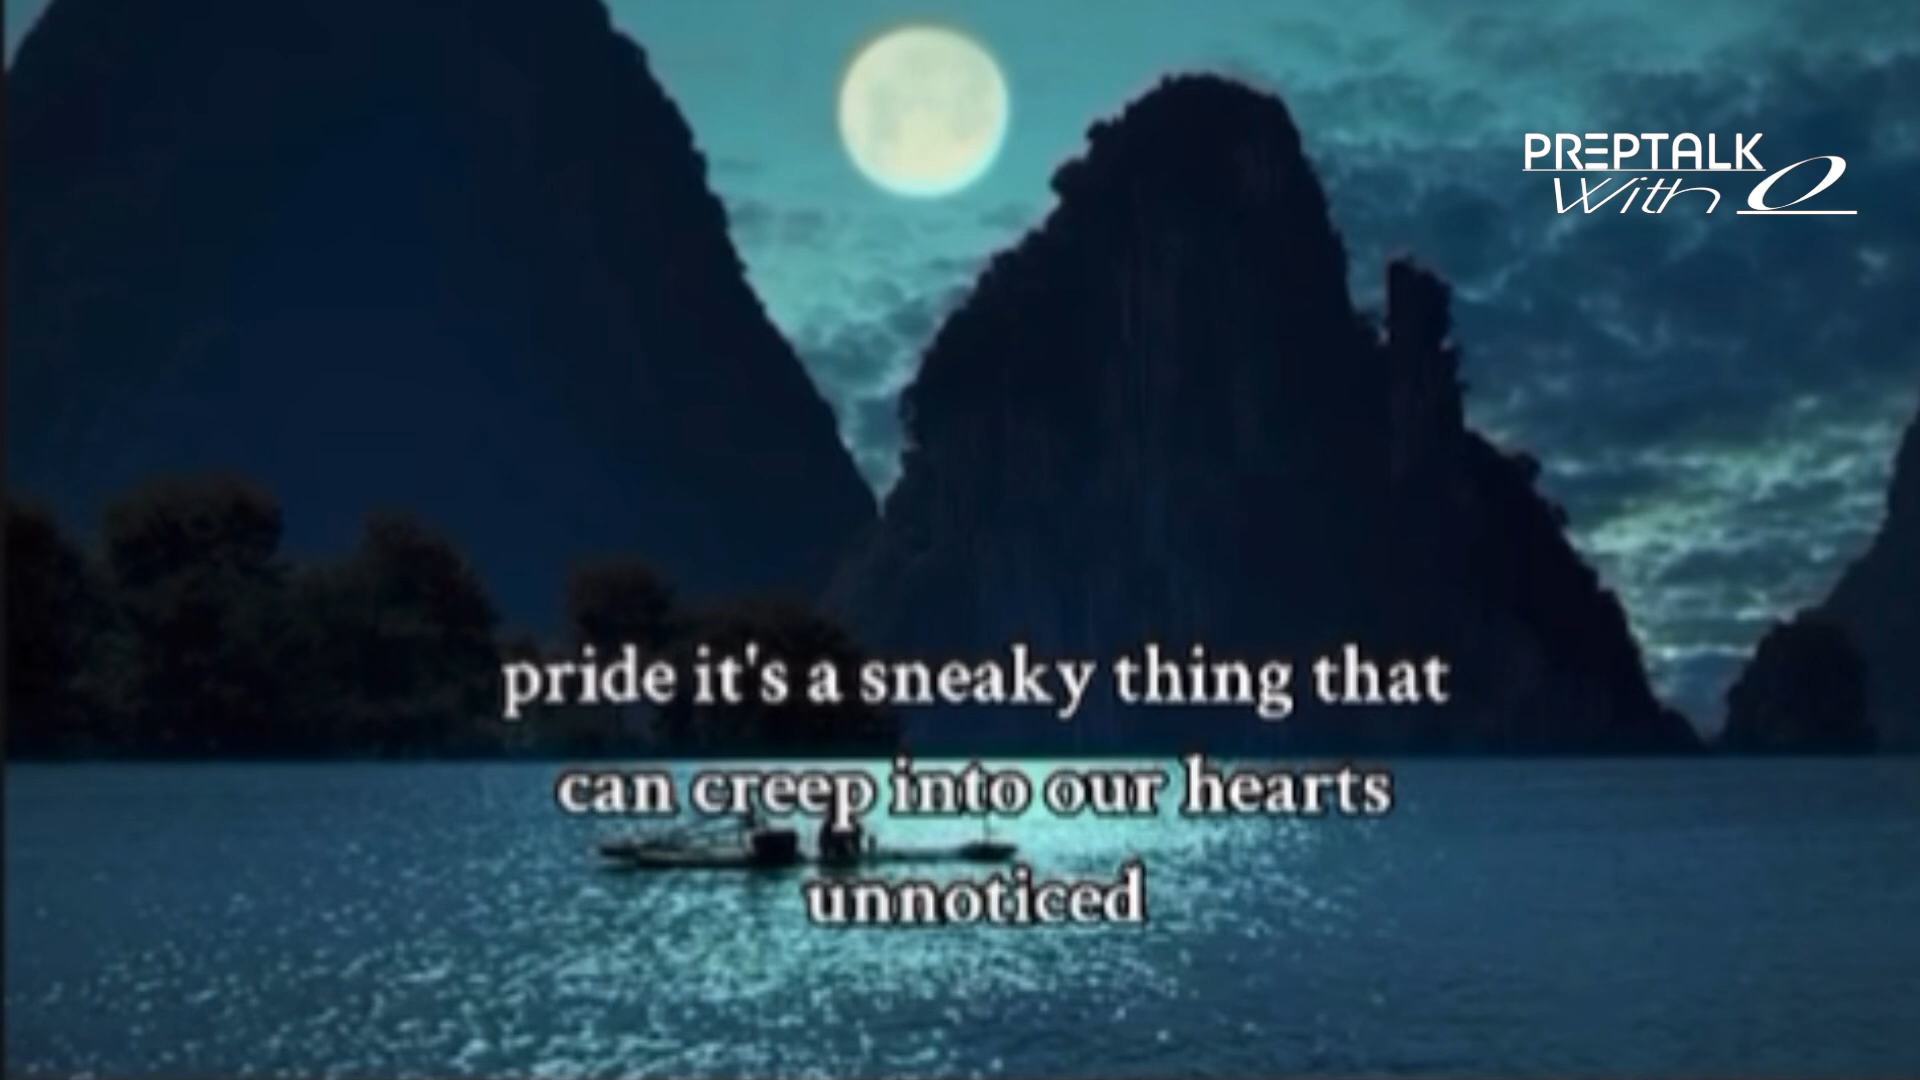 PREPTALK
With Q
pride it's a sneaky thing that
can creep into our hearts
unnoticed